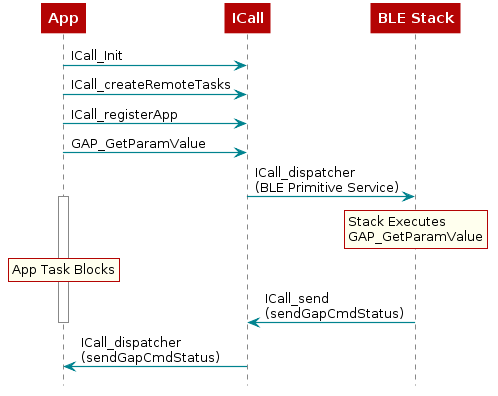 App
ICall
BLE Stack
ICall_Init
ICall_createRemoteTasks
ICall_registerApp
GAP_GetParamValue
ICall_dispatcher
(BLE Primitive Service)
Stack Executes
GAP_GetParamValue
App Task Blocks
ICall_send
(sendGapCmdStatus)
ICall_dispatcher
(sendGapCmdStatus)